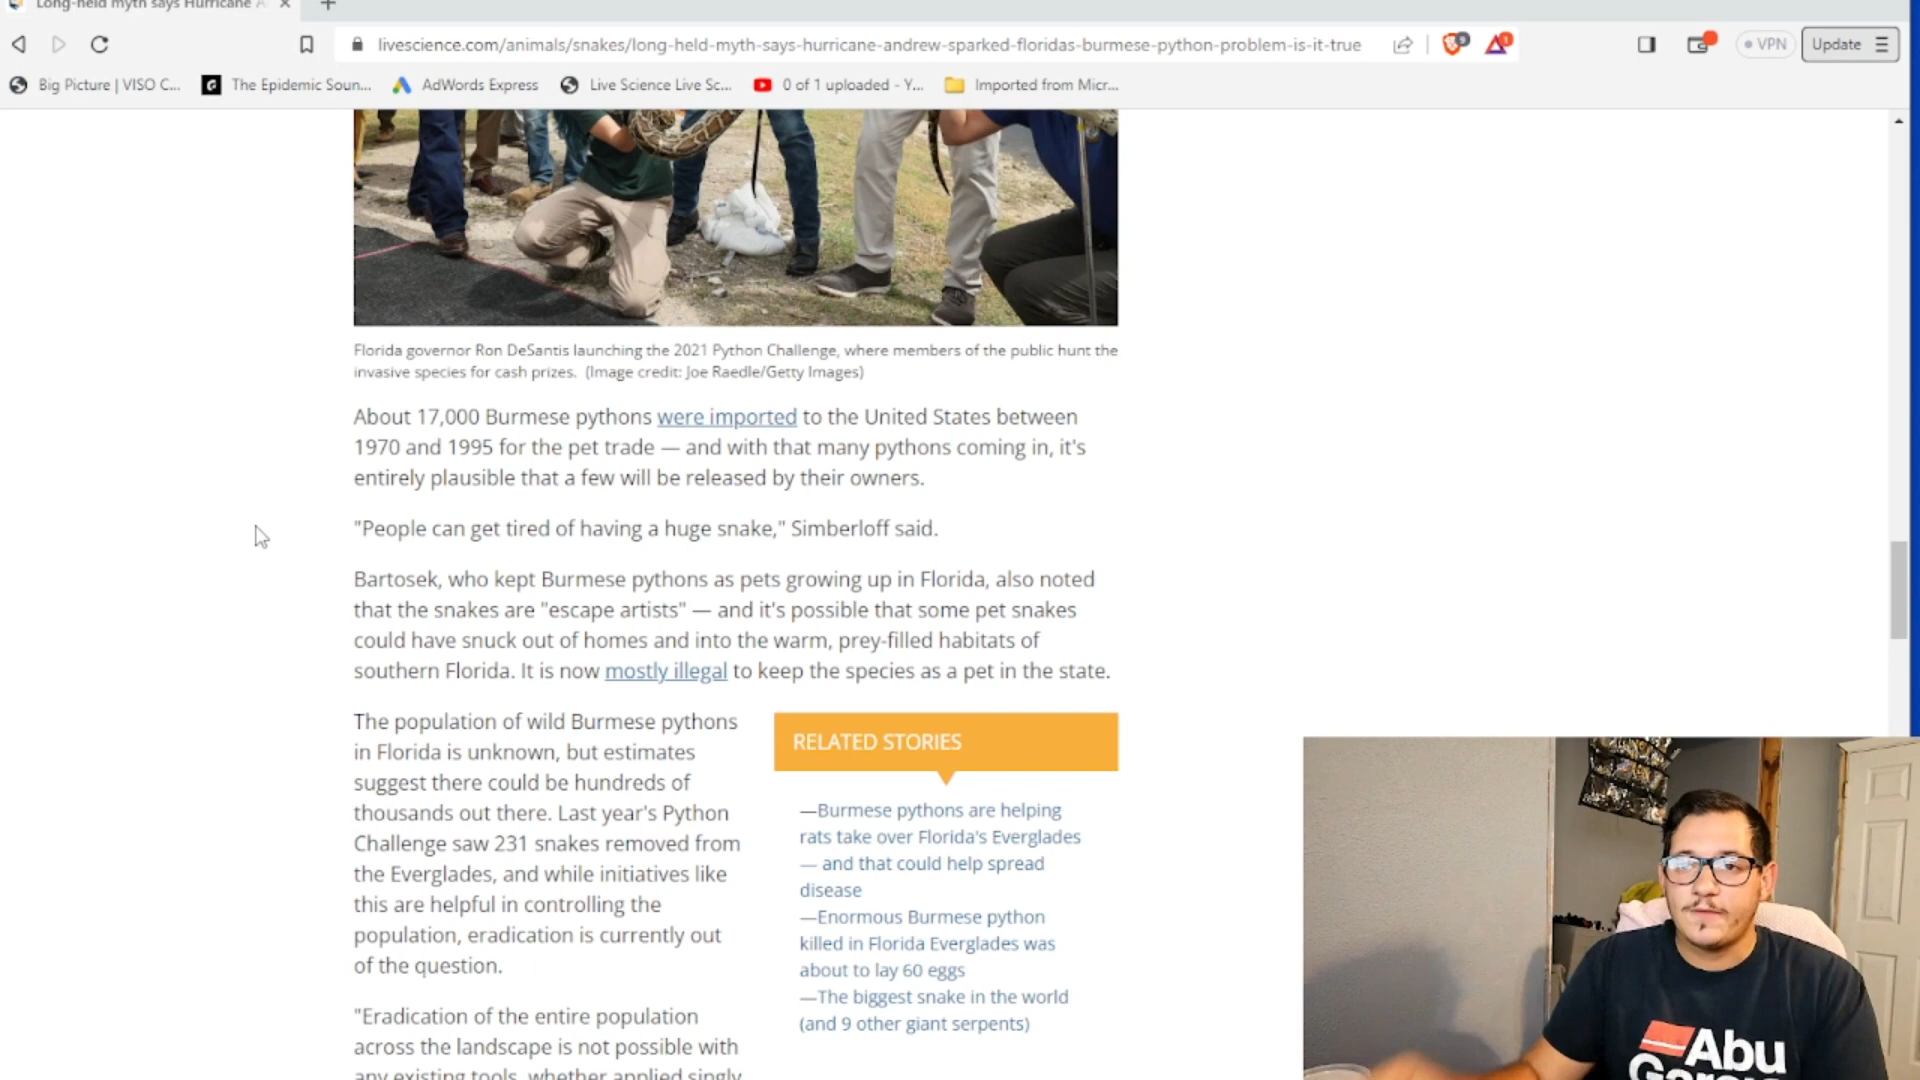 Long-held myth says Hurricane A
livescience.com/animals/snakes/long-held-myth-says-hurricane-andrew-sparked-floridas-burmese-python-problem-is-it-true
VPN
Update
Big Picture | VISO C...
The Epidemic Soun...
AdWords Express
Live Science Live Sc...
0 of 1 uploaded - Y...
Imported from Micr...
Florida governor Ron DeSantis launching the 2021 Python Challenge, where members of the public hunt the
invasive species for cash prizes. (Image credit: Joe Raedle/Getty Images)
About 17,000 Burmese pythons were imported to the United States between
1970 and 1995 for the pet trade — and with that many pythons coming in, it's
entirely plausible that a few will be released by their owners.
"People can get tired of having a huge snake," Simberloff said.
Bartosek, who kept Burmese pythons as pets growing up in Florida, also noted
that the snakes are "escape artists" — and it's possible that some pet snakes
could have snuck out of homes and into the warm, prey-filled habitats of
southern Florida. It is now mostly illegal to keep the species as a pet in the state.
The population of wild Burmese pythons
in Florida is unknown, but estimates
suggest there could be hundreds of
thousands out there. Last year's Python
Challenge saw 231 snakes removed from
the Everglades, and while initiatives like
this are helpful in controlling the
population, eradication is currently out
of the question.
"Eradication of the entire population
across the landscape is not possible with
any existing tools, whether applied singly
RELATED STORIES
—Burmese pythons are helping
rats take over Florida's Everglades
— and that could help spread
disease
—Enormous Burmese python
killed in Florida Everglades was
about to lay 60 eggs
—The biggest snake in the world
(and 9 other giant serpents)
Abu